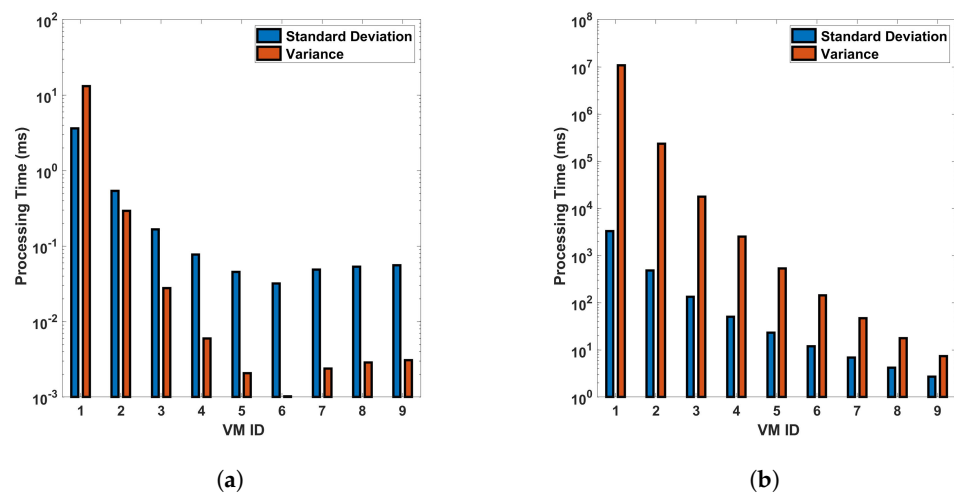 10^2
10^1
10^0
10^-1
10^-2
10^-3
Processing Time (ms)
Standard Deviation
Variance
1 2 3 4 5 6 7 8 9
VM ID
(a)
10^8
10^7
10^6
10^5
10^4
10^3
10^2
10^1
10^0
Processing Time (ms)
Standard Deviation
Variance
1 2 3 4 5 6 7 8 9
VM ID
(b)